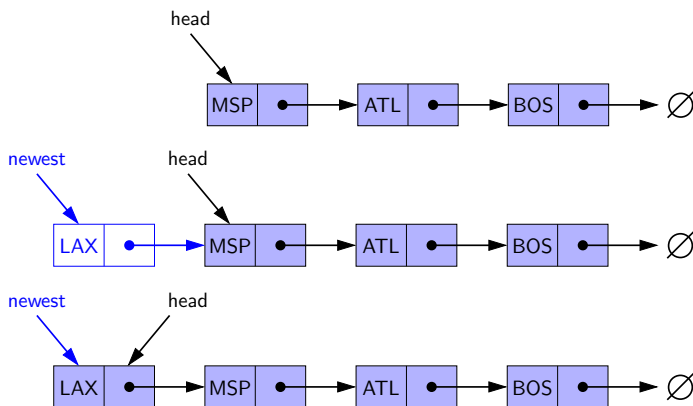 head
MSP ATL BOS ∅
newest head
LAX MSP ATL BOS ∅
newest head
LAX MSP ATL BOS ∅